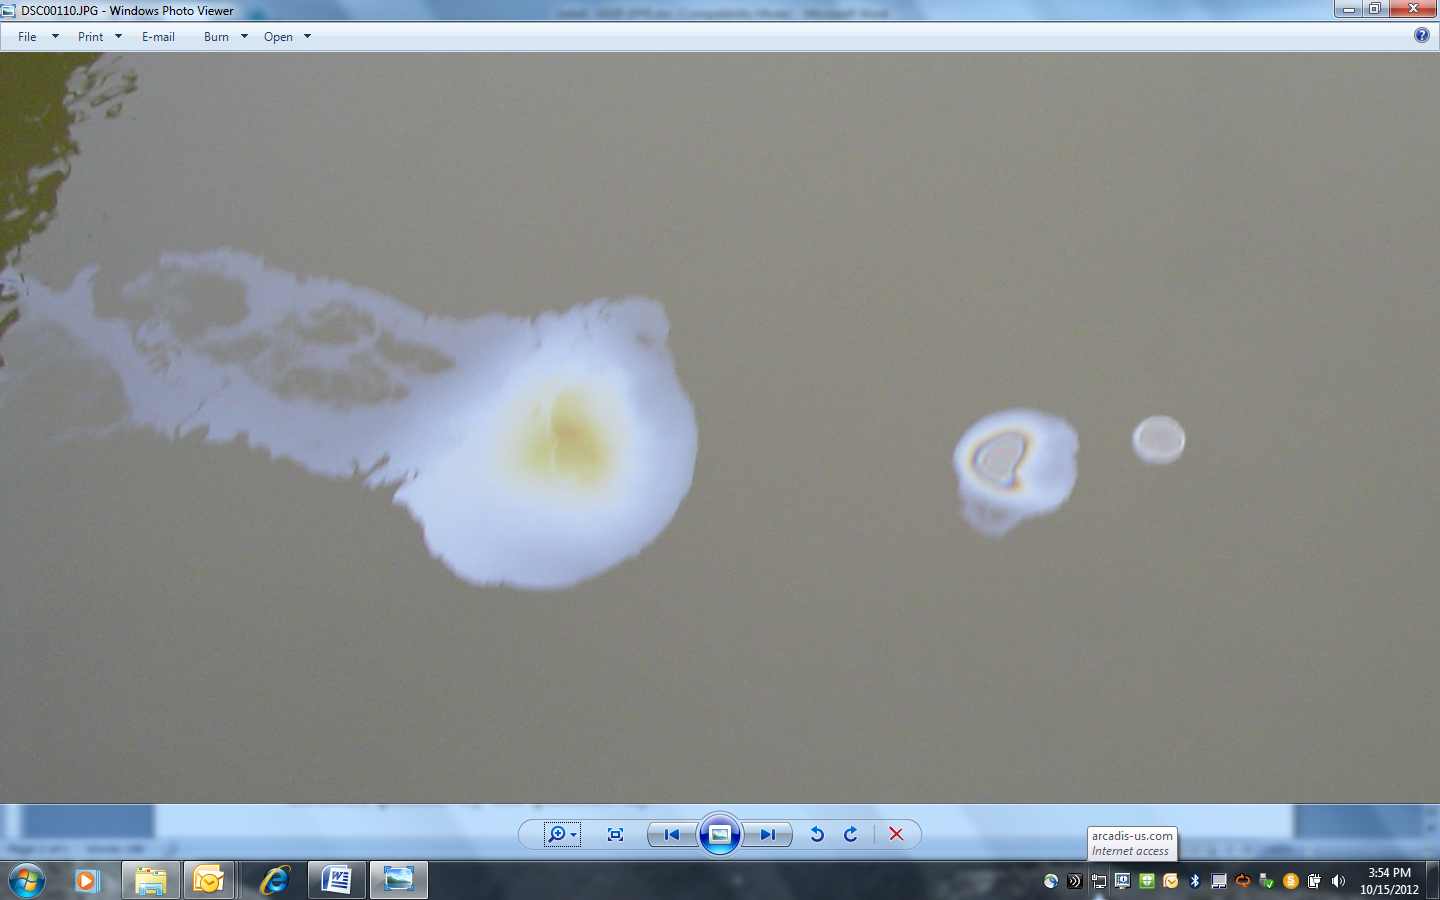 DSC00110.JPG - Windows Photo Viewer
File Print E-mail Burn Open
arcadis-us.com
Internet access
3:54 PM
10/15/2012